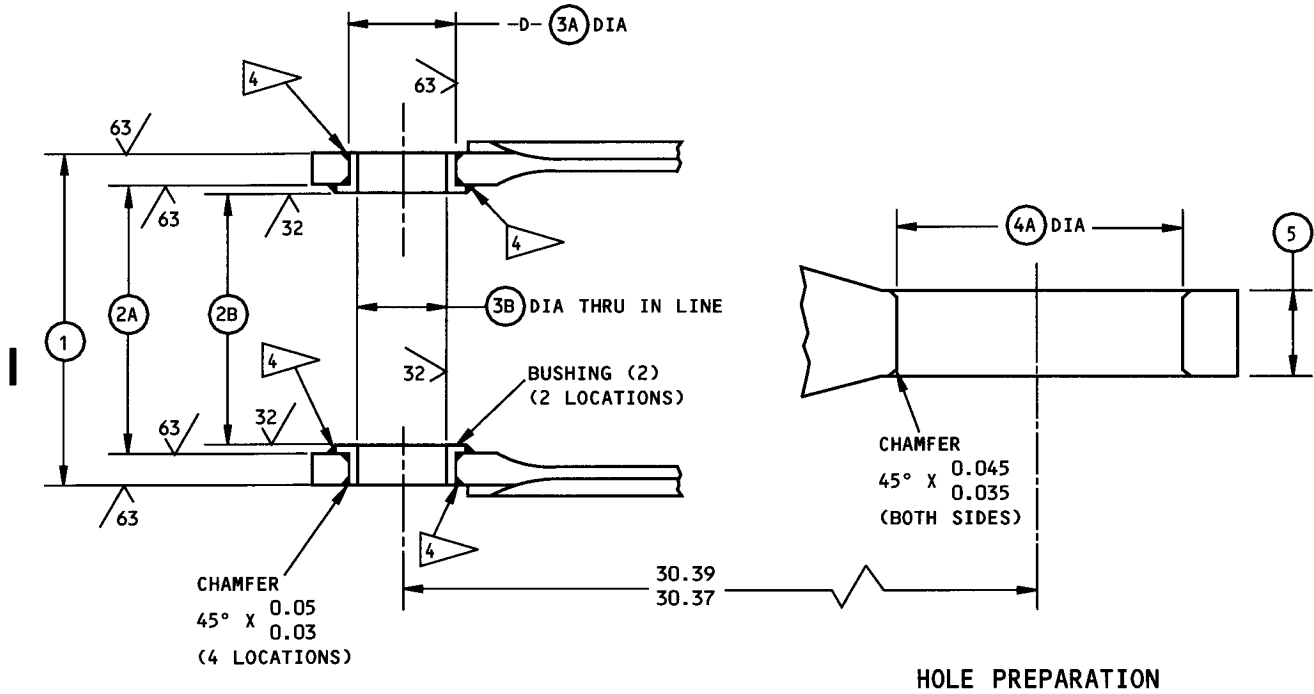 -D- 3A DIA
4
63
63
63
32
4
4A DIA
5
1
2A
2B
3B DIA THRU IN LINE
4
32
BUSHING (2)
(2 LOCATIONS)
63
32
63
4
CHAMFER
45° X 0.045
0.035
(BOTH SIDES)
CHAMFER
45° X 0.05
0.03
(4 LOCATIONS)
30.39
30.37
HOLE PREPARATION